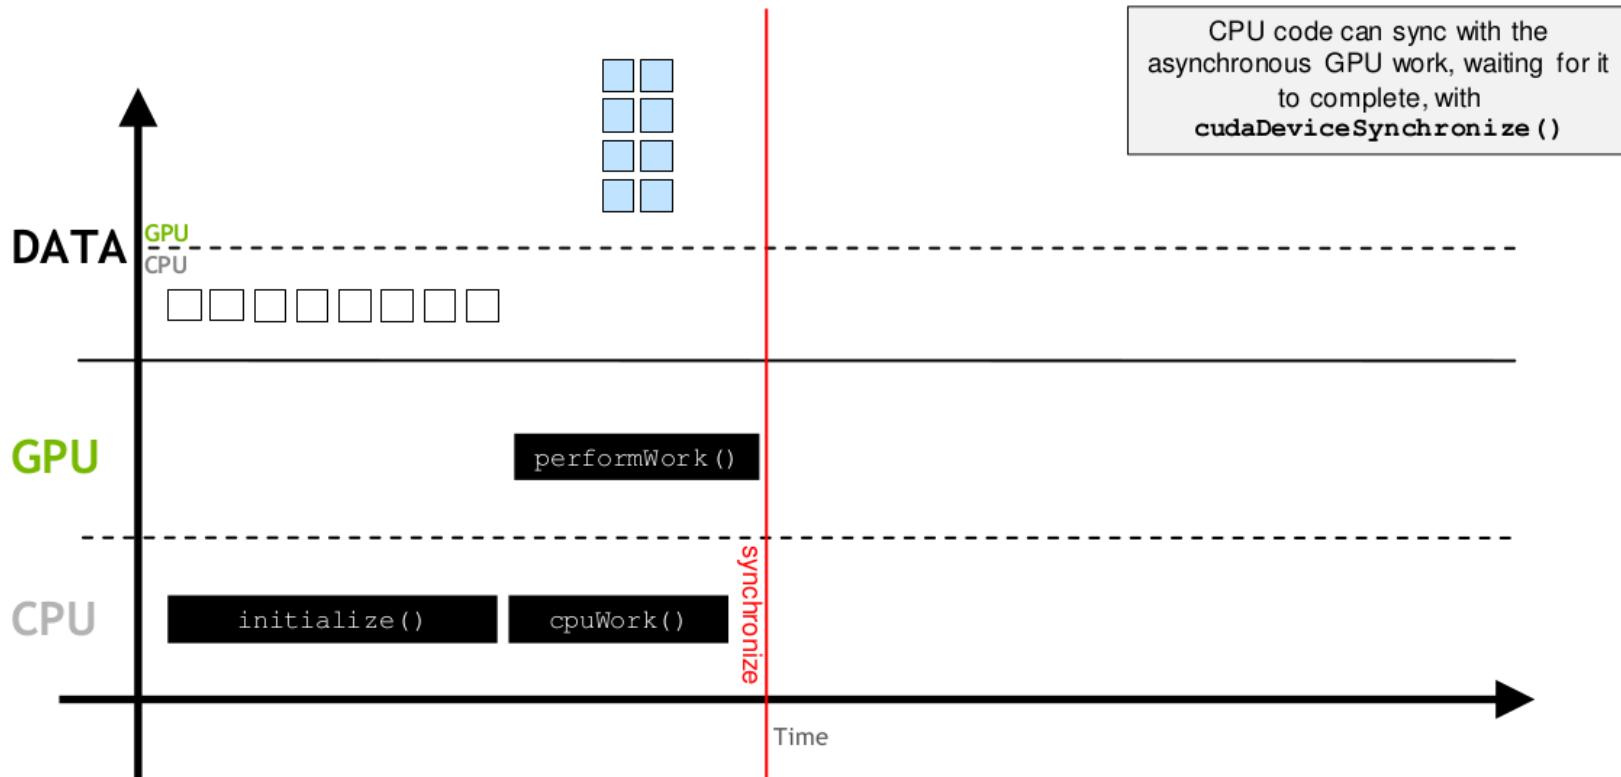 CPU code can sync with the
asynchronous GPU work, waiting for it
to complete, with
cudaDeviceSynchronize()
DATA
GPU
CPU
GPU
performWork()
CPU
initialize()
cpuWork()
synchronize
Time